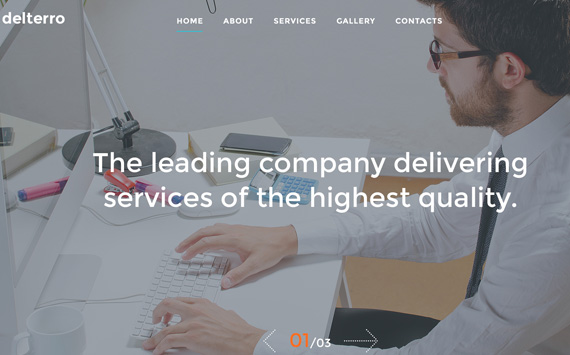 delterro
HOME ABOUT SERVICES GALLERY CONTACTS
The leading company delivering
services of the highest quality.
01/03